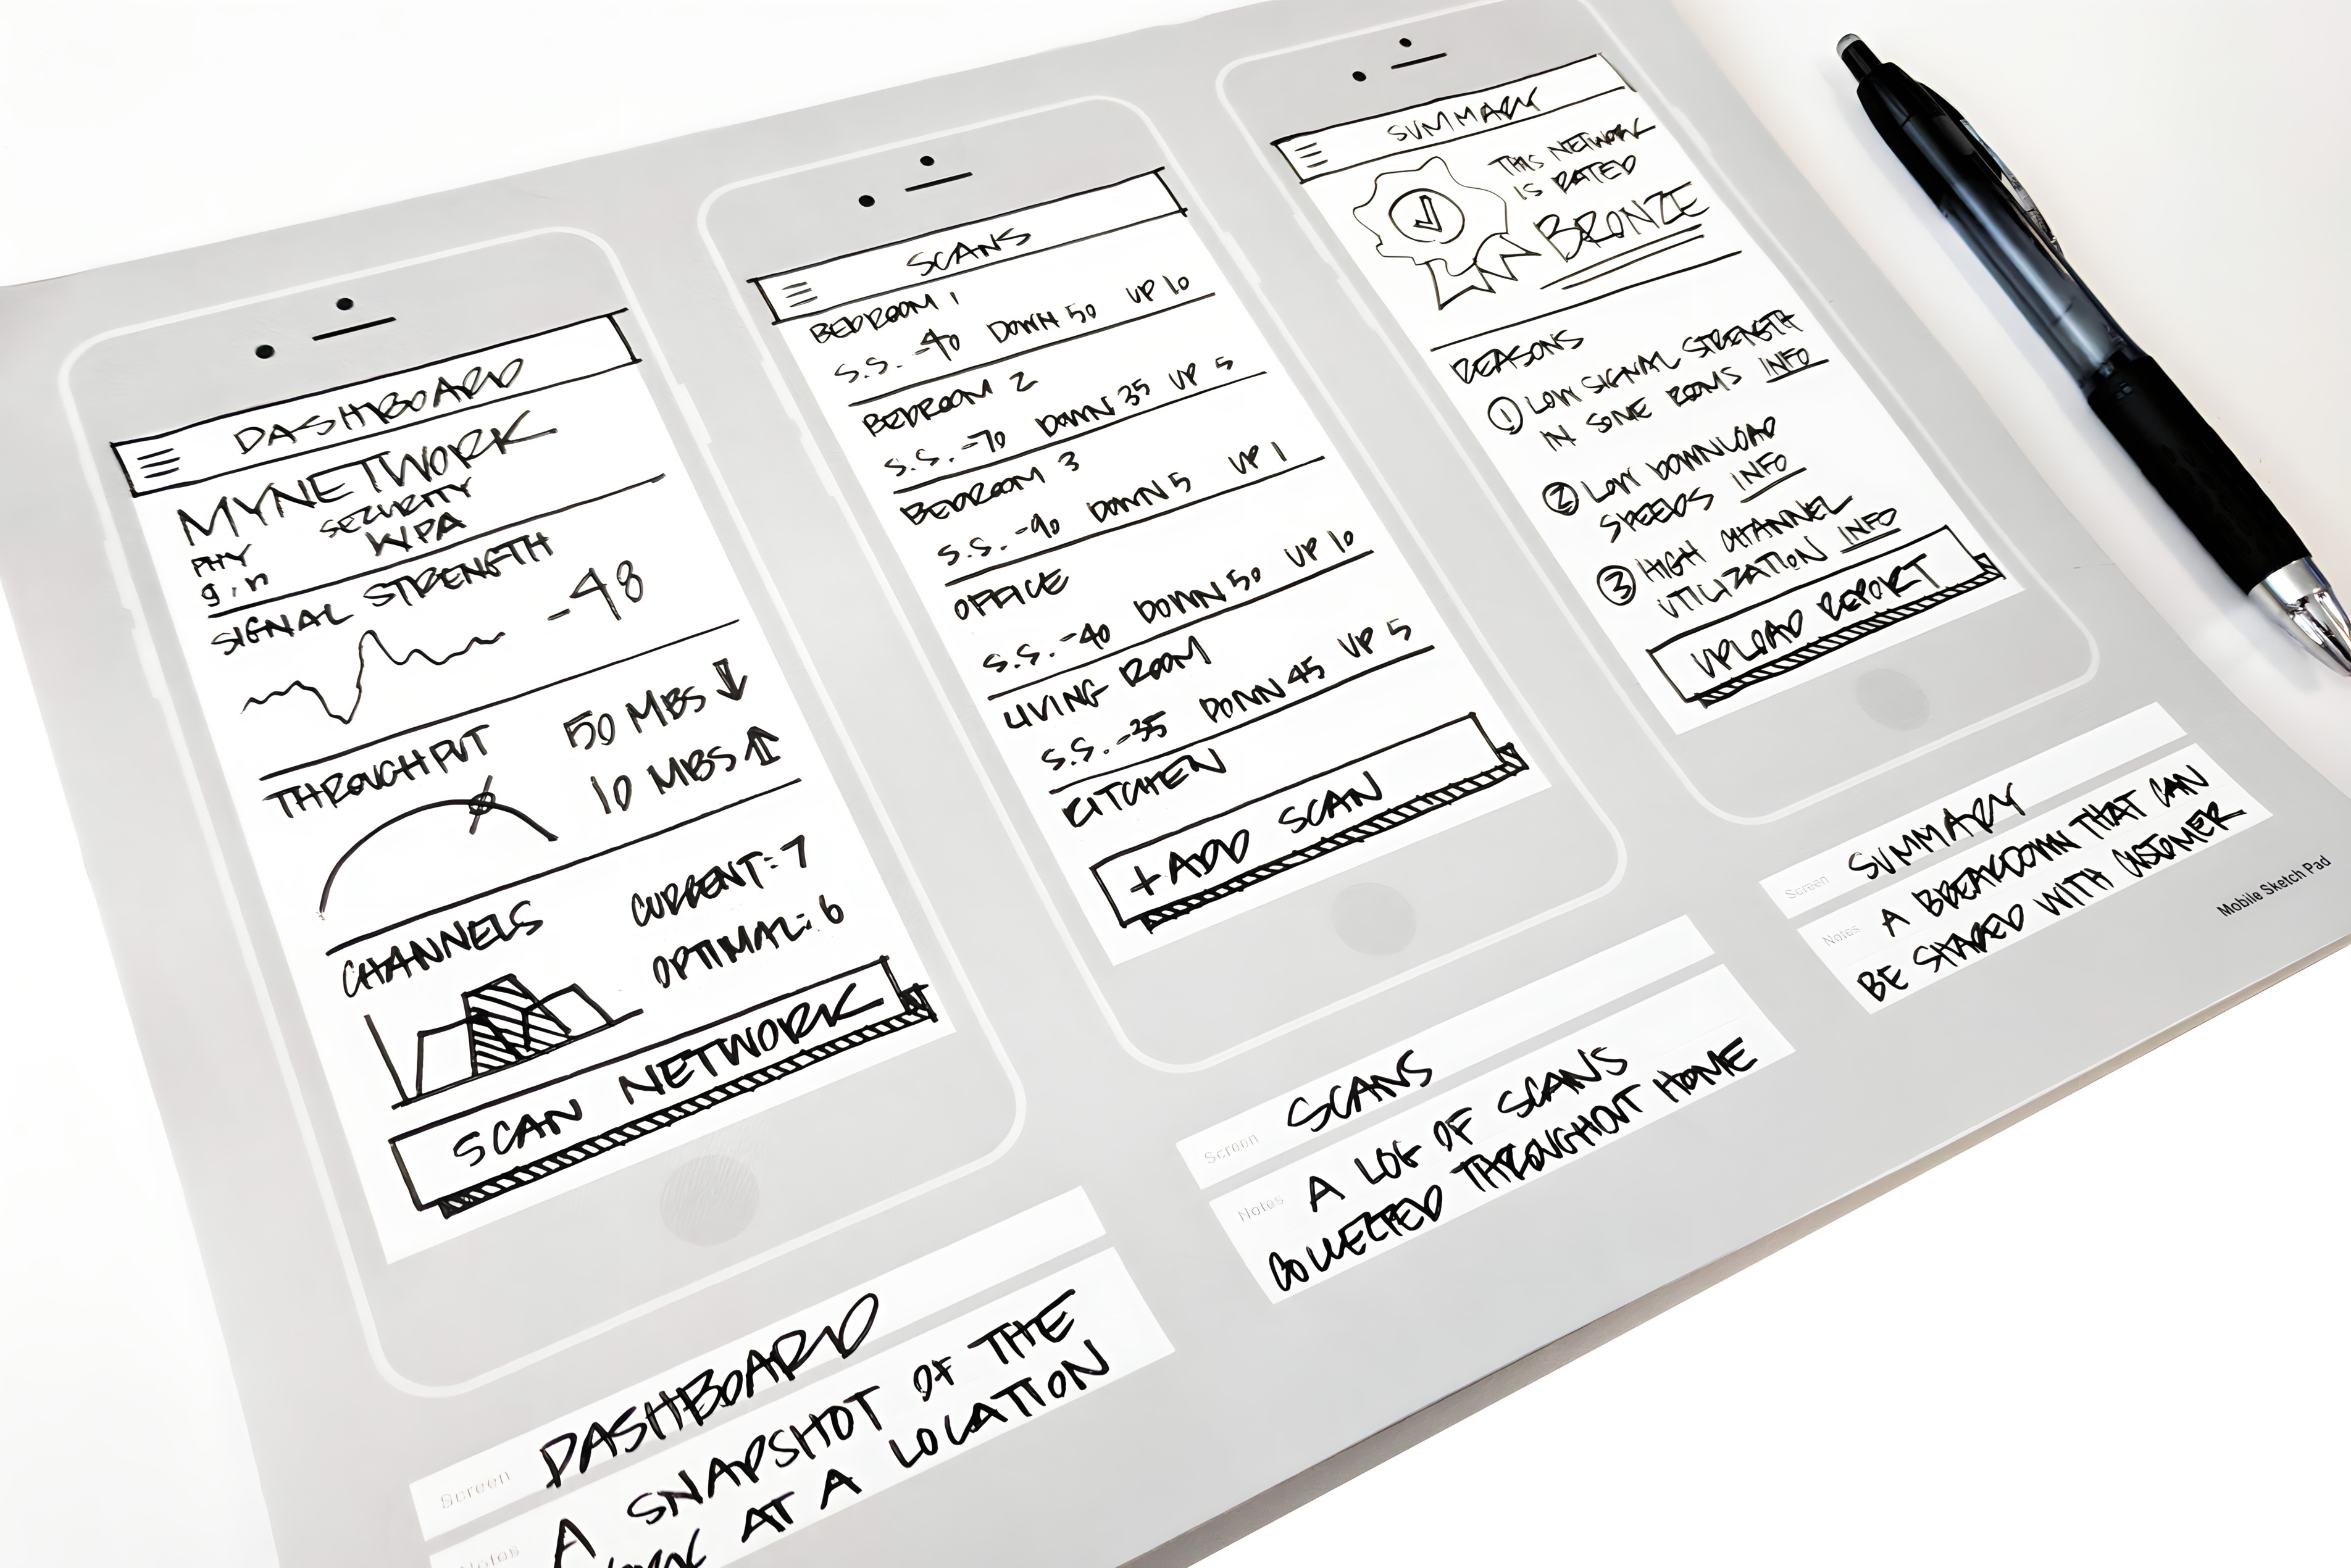 DASHBOARD
MYNETWORK
PHY
g,n
SECURITY
WPA
SIGNAL STRENGTH
-48
THROUGHPUT
50 MBS ↓
10 MBS ↑
CHANNELS
CURRENT: 7
OPTIMAL: 6
SCAN NETWORK
Screen DASHBOARD
Notes A SNAPSHOT OF THE
AT A LOCATION
SCANS
BEDROOM 1
S.S. -40 DOWN 50 UP 10
BEDROOM 2
S.S. -70 DOWN 35 UP 5
BEDROOM 3
S.S. -90 DOWN 5 UP 1
OFFICE
S.S. -40 DOWN 50 UP 10
LIVING ROOM
S.S. -35 DOWN 45 UP 5
KITCHEN
+ ADD SCAN
Screen SCANS
Notes A LOG OF SCANS
COLLECTED THROUGHOUT HOME
SUMMARY
THIS NETWORK
IS RATED
BRONZE
REASONS
1 LOW SIGNAL STRENGTH
IN SOME ROOMS INFO
2 LOW DOWNLOAD
SPEEDS INFO
3 HIGH CHANNEL
UTILIZATION INFO
UPLOAD REPORT
Screen SUMMARY
Notes A BREAKDOWN THAT CAN
BE SHARED WITH CUSTOMER
Mobile Sketch Pad